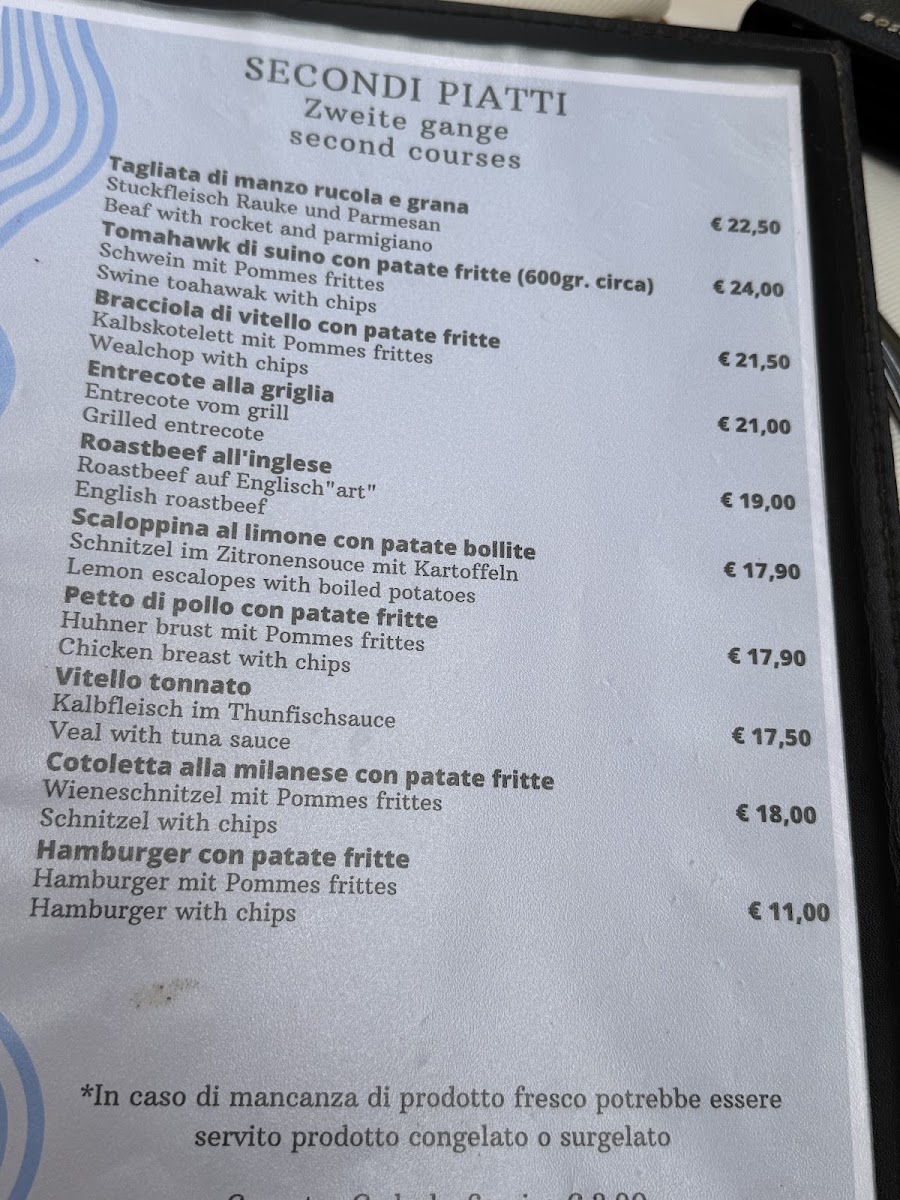 SECONDI PIATTI
Zweite gange
second courses
Tagliata di manzo rucola e grana
Stuckfleisch Rauke und Parmesan
Beaf with rocket and parmigiano
€ 22,50
Tomahawk di suino con patate fritte (600gr. circa)
Schwein mit Pommes frittes
Swine toahawak with chips
€ 24,00
Bracciola di vitello con patate fritte
Kalbskotelett mit Pommes frittes
Wealchop with chips
€ 21,50
Entrecote alla griglia
Entrecote vom grill
Grilled entrecote
€ 21,00
Roastbeef all'inglese
Roastbeef auf Englisch"art"
English roastbeef
€ 19,00
Scaloppina al limone con patate bollite
Schnitzel im Zitronensouce mit Kartoffeln
Lemon escalopes with boiled potatoes
€ 17,90
Petto di pollo con patate fritte
Huhner brust mit Pommes frittes
Chicken breast with chips
€ 17,90
Vitello tonnato
Kalbfleisch im Thunfischsauce
Veal with tuna sauce
€ 17,50
Cotoletta alla milanese con patate fritte
Wieneschnitzel mit Pommes frittes
Schnitzel with chips
€ 18,00
Hamburger con patate fritte
Hamburger mit Pommes frittes
Hamburger with chips
€ 11,00
*In caso di mancanza di prodotto fresco potrebbe essere
servito prodotto congelato o surgelato